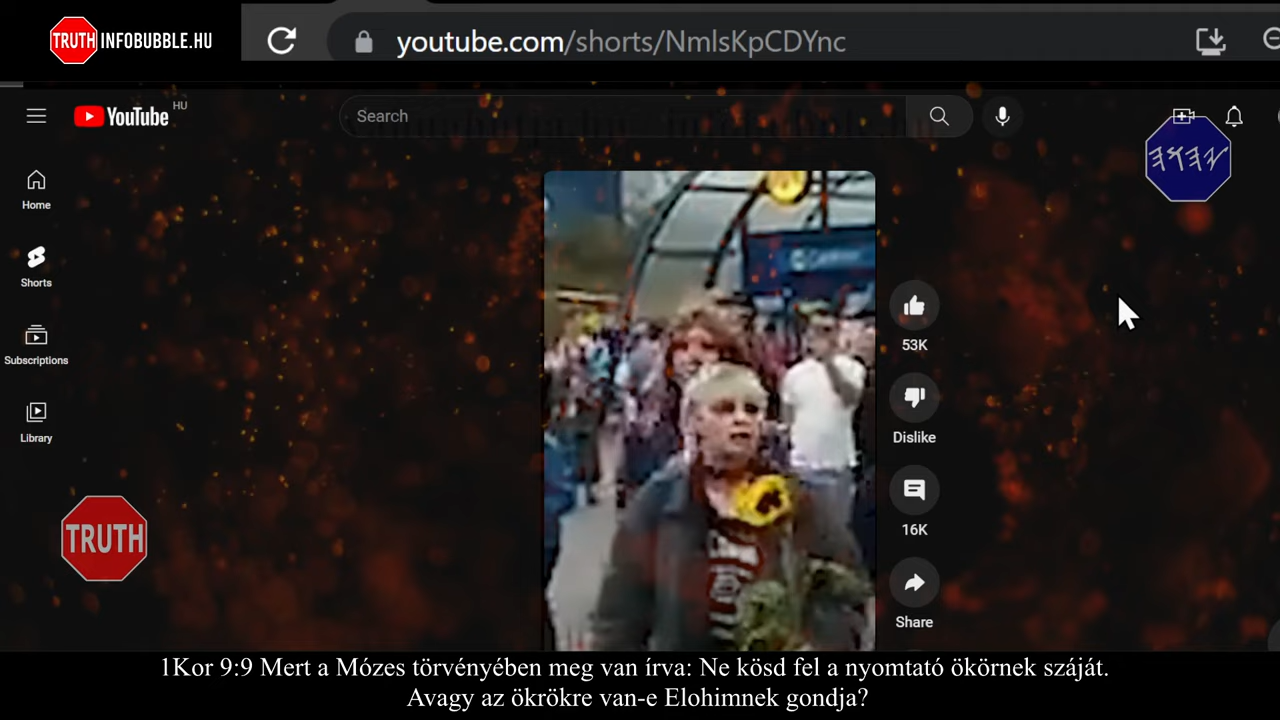 TRUTH INFOBUBBLE.HU
youtube.com/shorts/NmlsKpCDYnc
YouTube HU
Search
Home
Shorts
Subscriptions
Library
53K
Dislike
16K
Share
TRUTH
𐤉𐤄𐤅𐤄
1Kor 9:9 Mert a Mózes törvényében meg van írva: Ne kösd fel a nyomtató ökörnek száját.
Avagy az ökrökre van-e Elohimnek gondja?